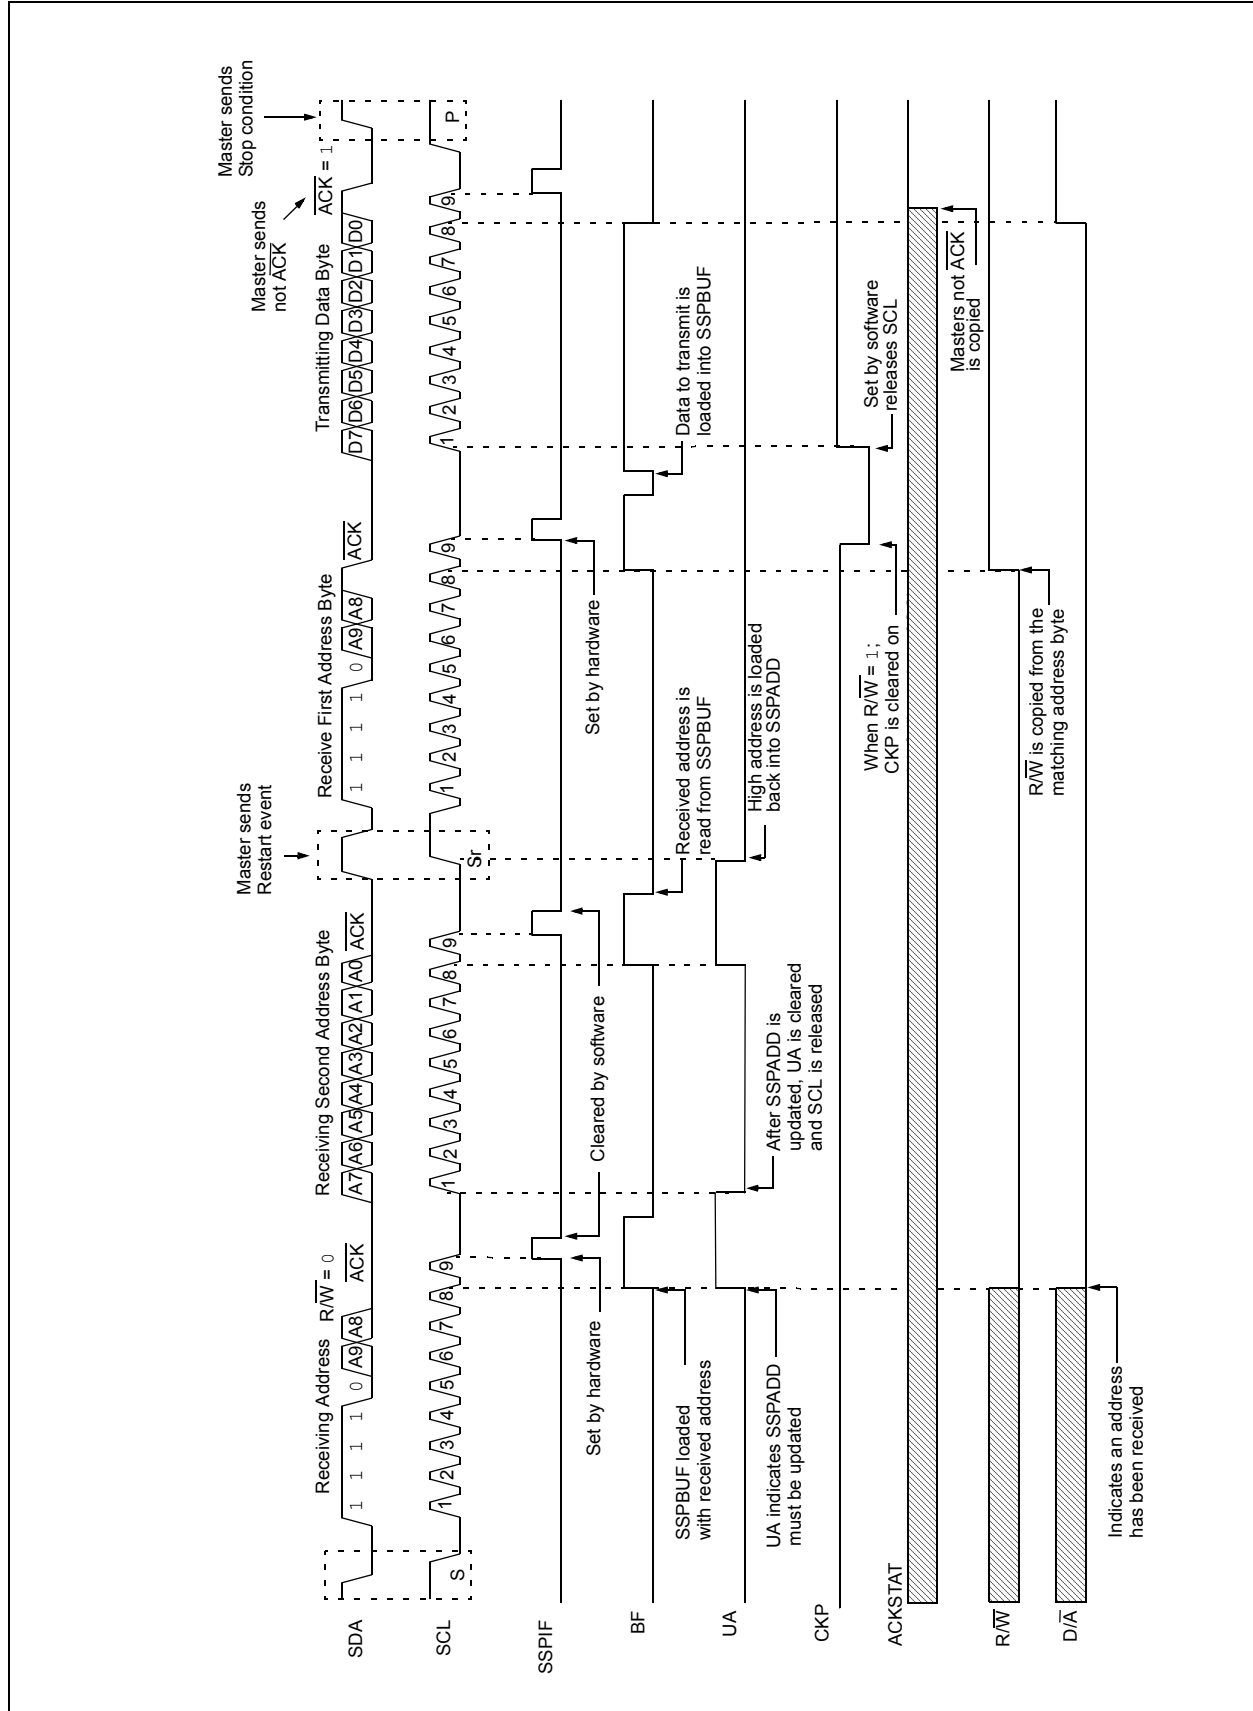 Master sends
Stop condition
Master sends
not ACK
Master sends
Restart event
Receiving Address R/W = 0
Receiving Second Address Byte
Receive First Address Byte
Transmitting Data Byte
ACK = 1
SDA
1 1 1 1 0 A9 A8
ACK
A7 A6 A5 A4 A3 A2 A1 A0
ACK
1 1 1 1 0 A9 A8
ACK
D7 D6 D5 D4 D3 D2 D1 D0
SCL
S
1 2 3 4 5 6 7 8 9
1 2 3 4 5 6 7 8 9
Sr
1 2 3 4 5 6 7 8 9
1 2 3 4 5 6 7 8 9
P
SSPIF
Set by hardware
Cleared by software
Set by hardware
BF
SSPBUF loaded
with received address
Received address is
read from SSPBUF
Data to transmit is
loaded into SSPBUF
UA
UA indicates SSPADD
must be updated
After SSPADD is
updated, UA is cleared
and SCL is released
High address is loaded
back into SSPADD
CKP
When R/W = 1;
CKP is cleared on
Set by software
releases SCL
ACKSTAT
Masters not ACK
is copied
R/W
R/W is copied from the
matching address byte
D/A
Indicates an address
has been received